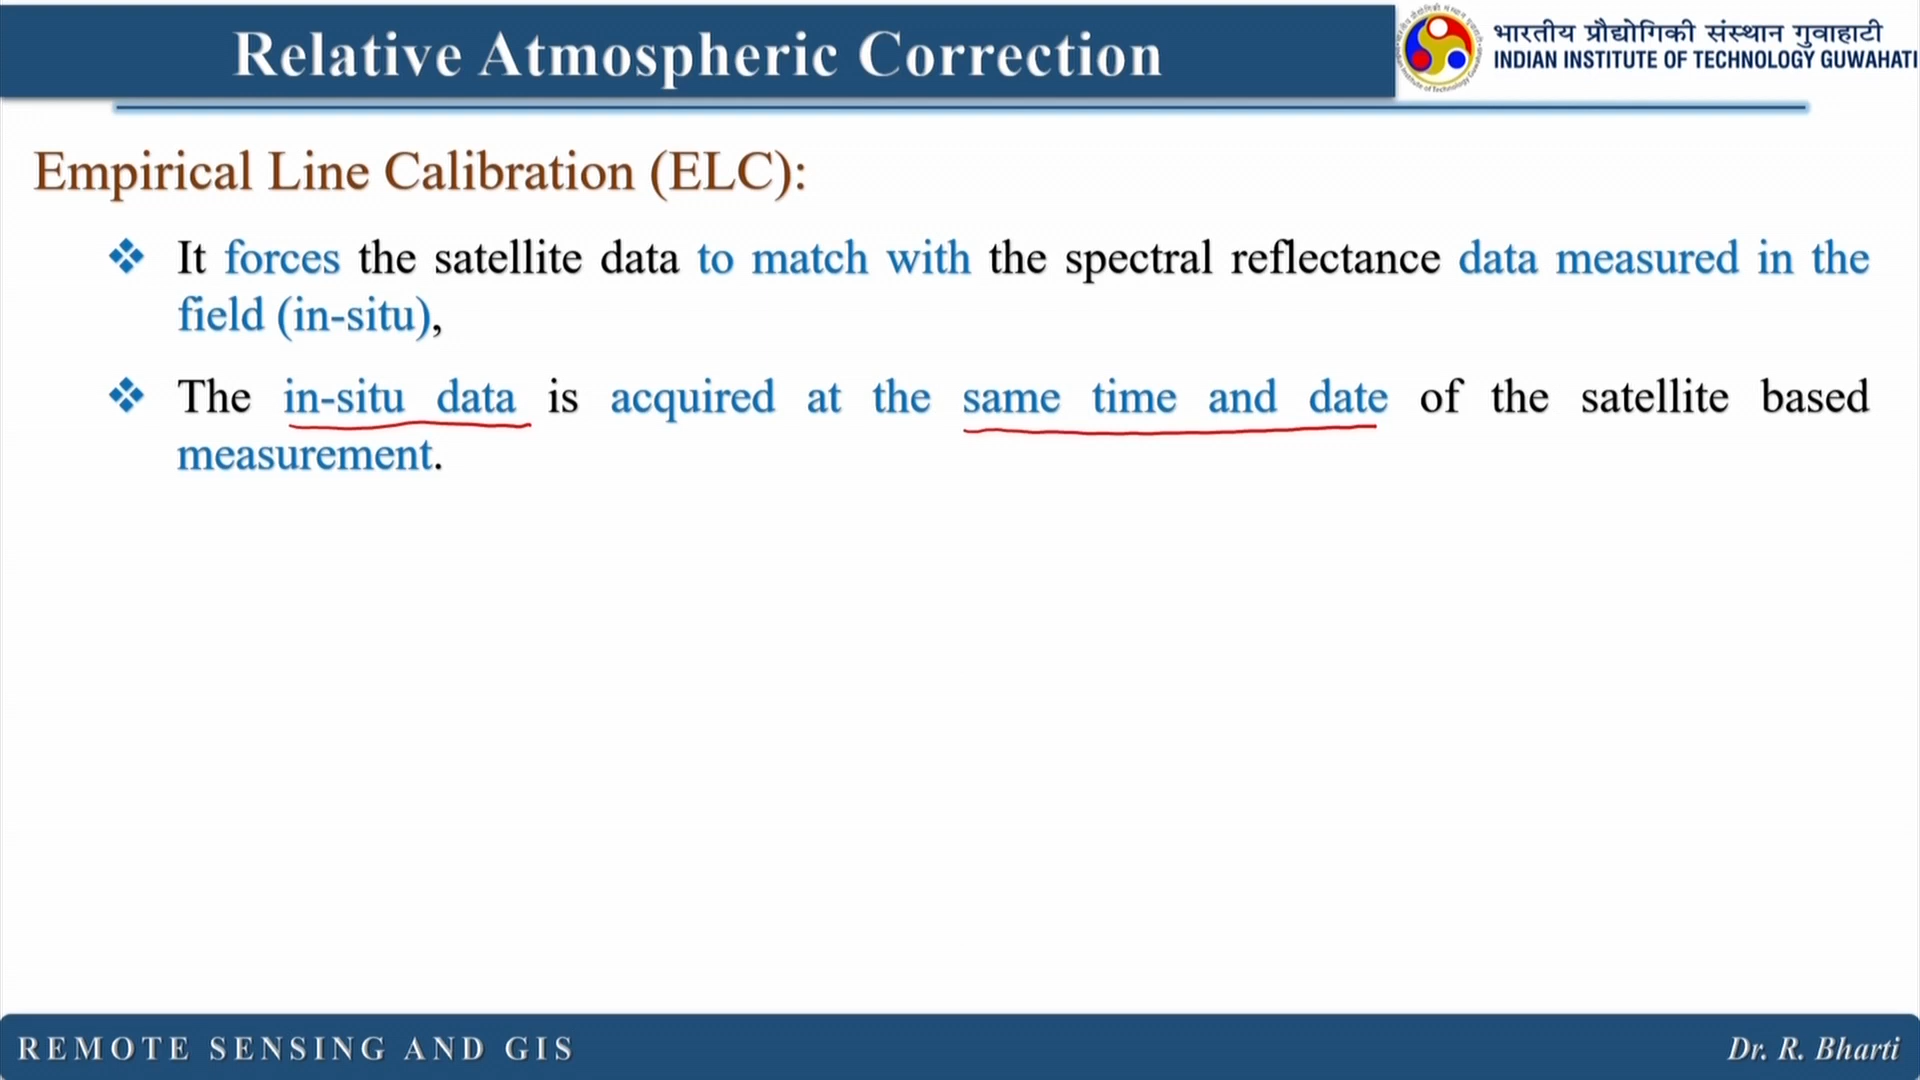 Relative Atmospheric Correction
भारतीय प्रौद्योगिकी संस्थान गुवाहाटी
INDIAN INSTITUTE OF TECHNOLOGY GUWAHATI
Empirical Line Calibration (ELC):
❖ It forces the satellite data to match with the spectral reflectance data measured in the
field (in-situ),
❖ The in-situ data is acquired at the same time and date of the satellite based
measurement.
REMOTE SENSING AND GIS
Dr. R. Bharti